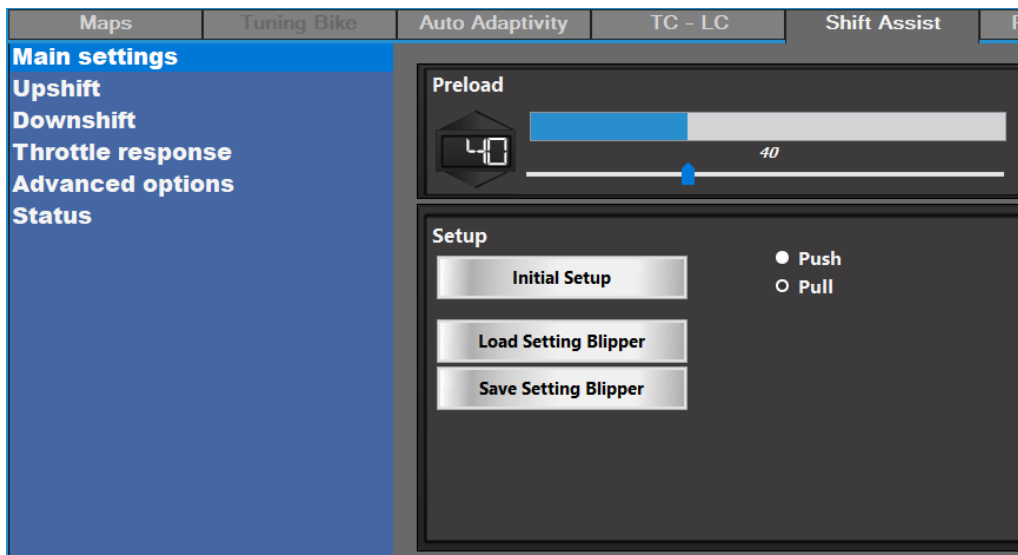 Maps
Tuning Bike
Auto Adaptivity
TC - LC
Shift Assist
Main settings
Upshift
Downshift
Throttle response
Advanced options
Status
Preload
40
40
Setup
Initial Setup
Push
Pull
Load Setting Blipper
Save Setting Blipper